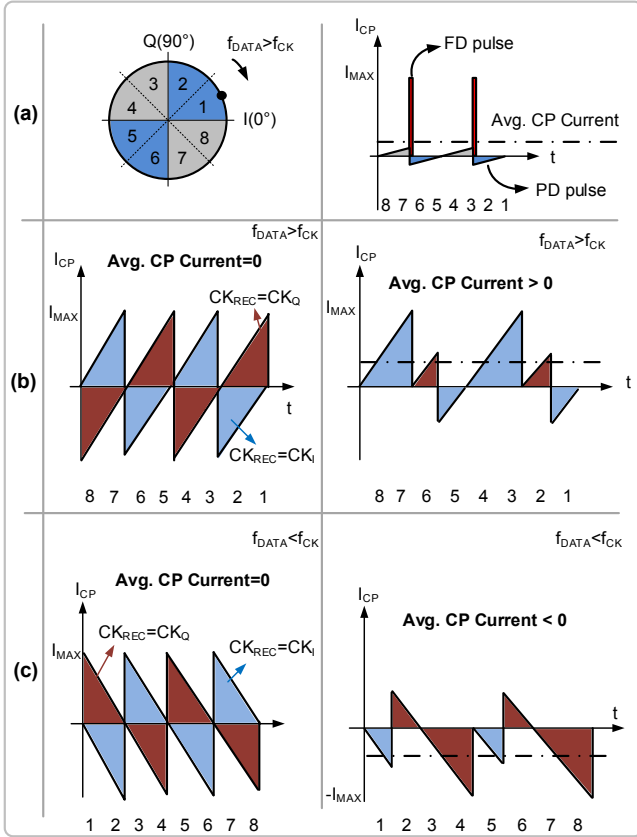 (a)
Q(90°)
f_DATA>f_CK
3 2
4 1
I(0°)
5 8
6 7
I_CP
FD pulse
I_MAX
Avg. CP Current
t
PD pulse
8 7 6 5 4 3 2 1
(b)
f_DATA>f_CK
I_CP
Avg. CP Current=0
CK_REC=CK_Q
I_MAX
t
CK_REC=CK_I
8 7 6 5 4 3 2 1
f_DATA>f_CK
I_CP
Avg. CP Current > 0
I_MAX
t
8 7 6 5 4 3 2 1
(c)
f_DATA<f_CK
Avg. CP Current=0
I_CP
CK_REC=CK_Q
CK_REC=CK_I
I_MAX
1 2 3 4 5 6 7 8
f_DATA<f_CK
I_CP
Avg. CP Current < 0
t
-I_MAX
1 2 3 4 5 6 7 8